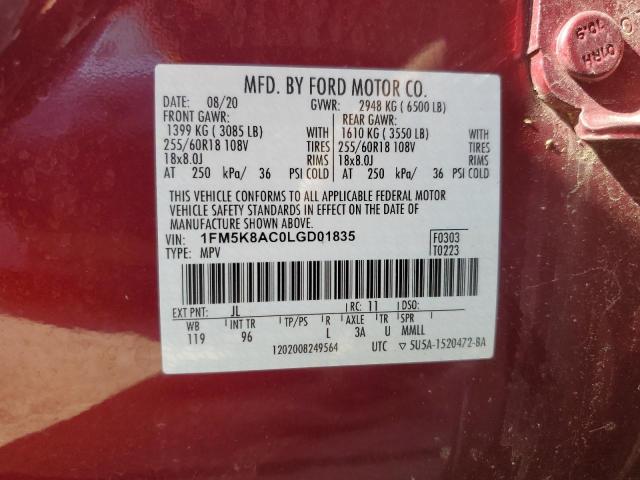 MFD. BY FORD MOTOR CO.
DATE: 08/20 GVWR: 2948 KG ( 6500 LB)
FRONT GAWR: REAR GAWR:
1399 KG ( 3085 LB) WITH 1610 KG ( 3550 LB) WITH
255/60R18 108V TIRES 255/60R18 108V TIRES
18x8.0J RIMS 18x8.0J RIMS
AT 250 kPa/ 36 PSI COLD AT 250 kPa/ 36 PSI COLD
THIS VEHICLE CONFORMS TO ALL APPLICABLE FEDERAL MOTOR
VEHICLE SAFETY STANDARDS IN EFFECT ON THE DATE OF
MANUFACTURE SHOWN ABOVE.
VIN: 1FM5K8AC0LGD01835 F0303
TYPE: MPV T0223
EXT PNT: JL RC: 11 DSO:
WB INT TR TP/PS R AXLE TR SPR
119 96 L 3A U MMLL
1202008249564 UTC ▽ 5U5A-1520472-BA
10.9